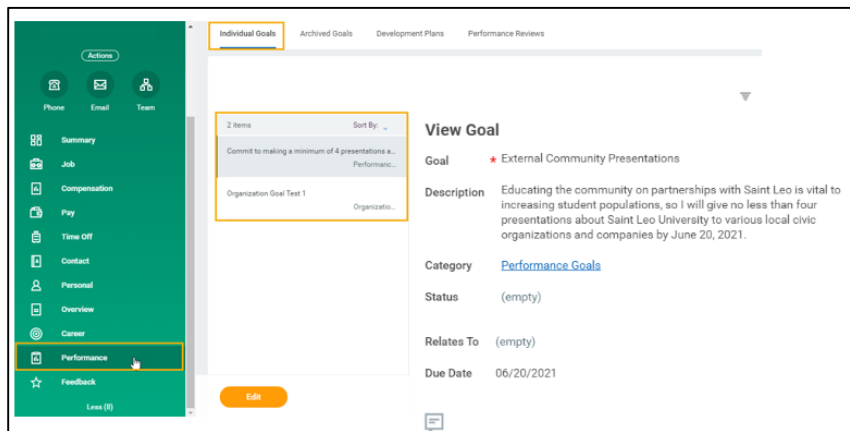 Actions
Phone Email Team
Summary
Job
Compensation
Pay
Time Off
Contact
Personal
Overview
Career
Performance
Feedback
Less (8)
Individual Goals Archived Goals Development Plans Performance Reviews
2 items Sort By:
Commit to making a minimum of 4 presentations a...
Performanc...
Organization Goal Test 1
Organizatio...
Edit
View Goal
Goal * External Community Presentations
Description Educating the community on partnerships with Saint Leo is vital to
increasing student populations, so I will give no less than four
presentations about Saint Leo University to various local civic
organizations and companies by June 20, 2021.
Category Performance Goals
Status (empty)
Relates To (empty)
Due Date 06/20/2021